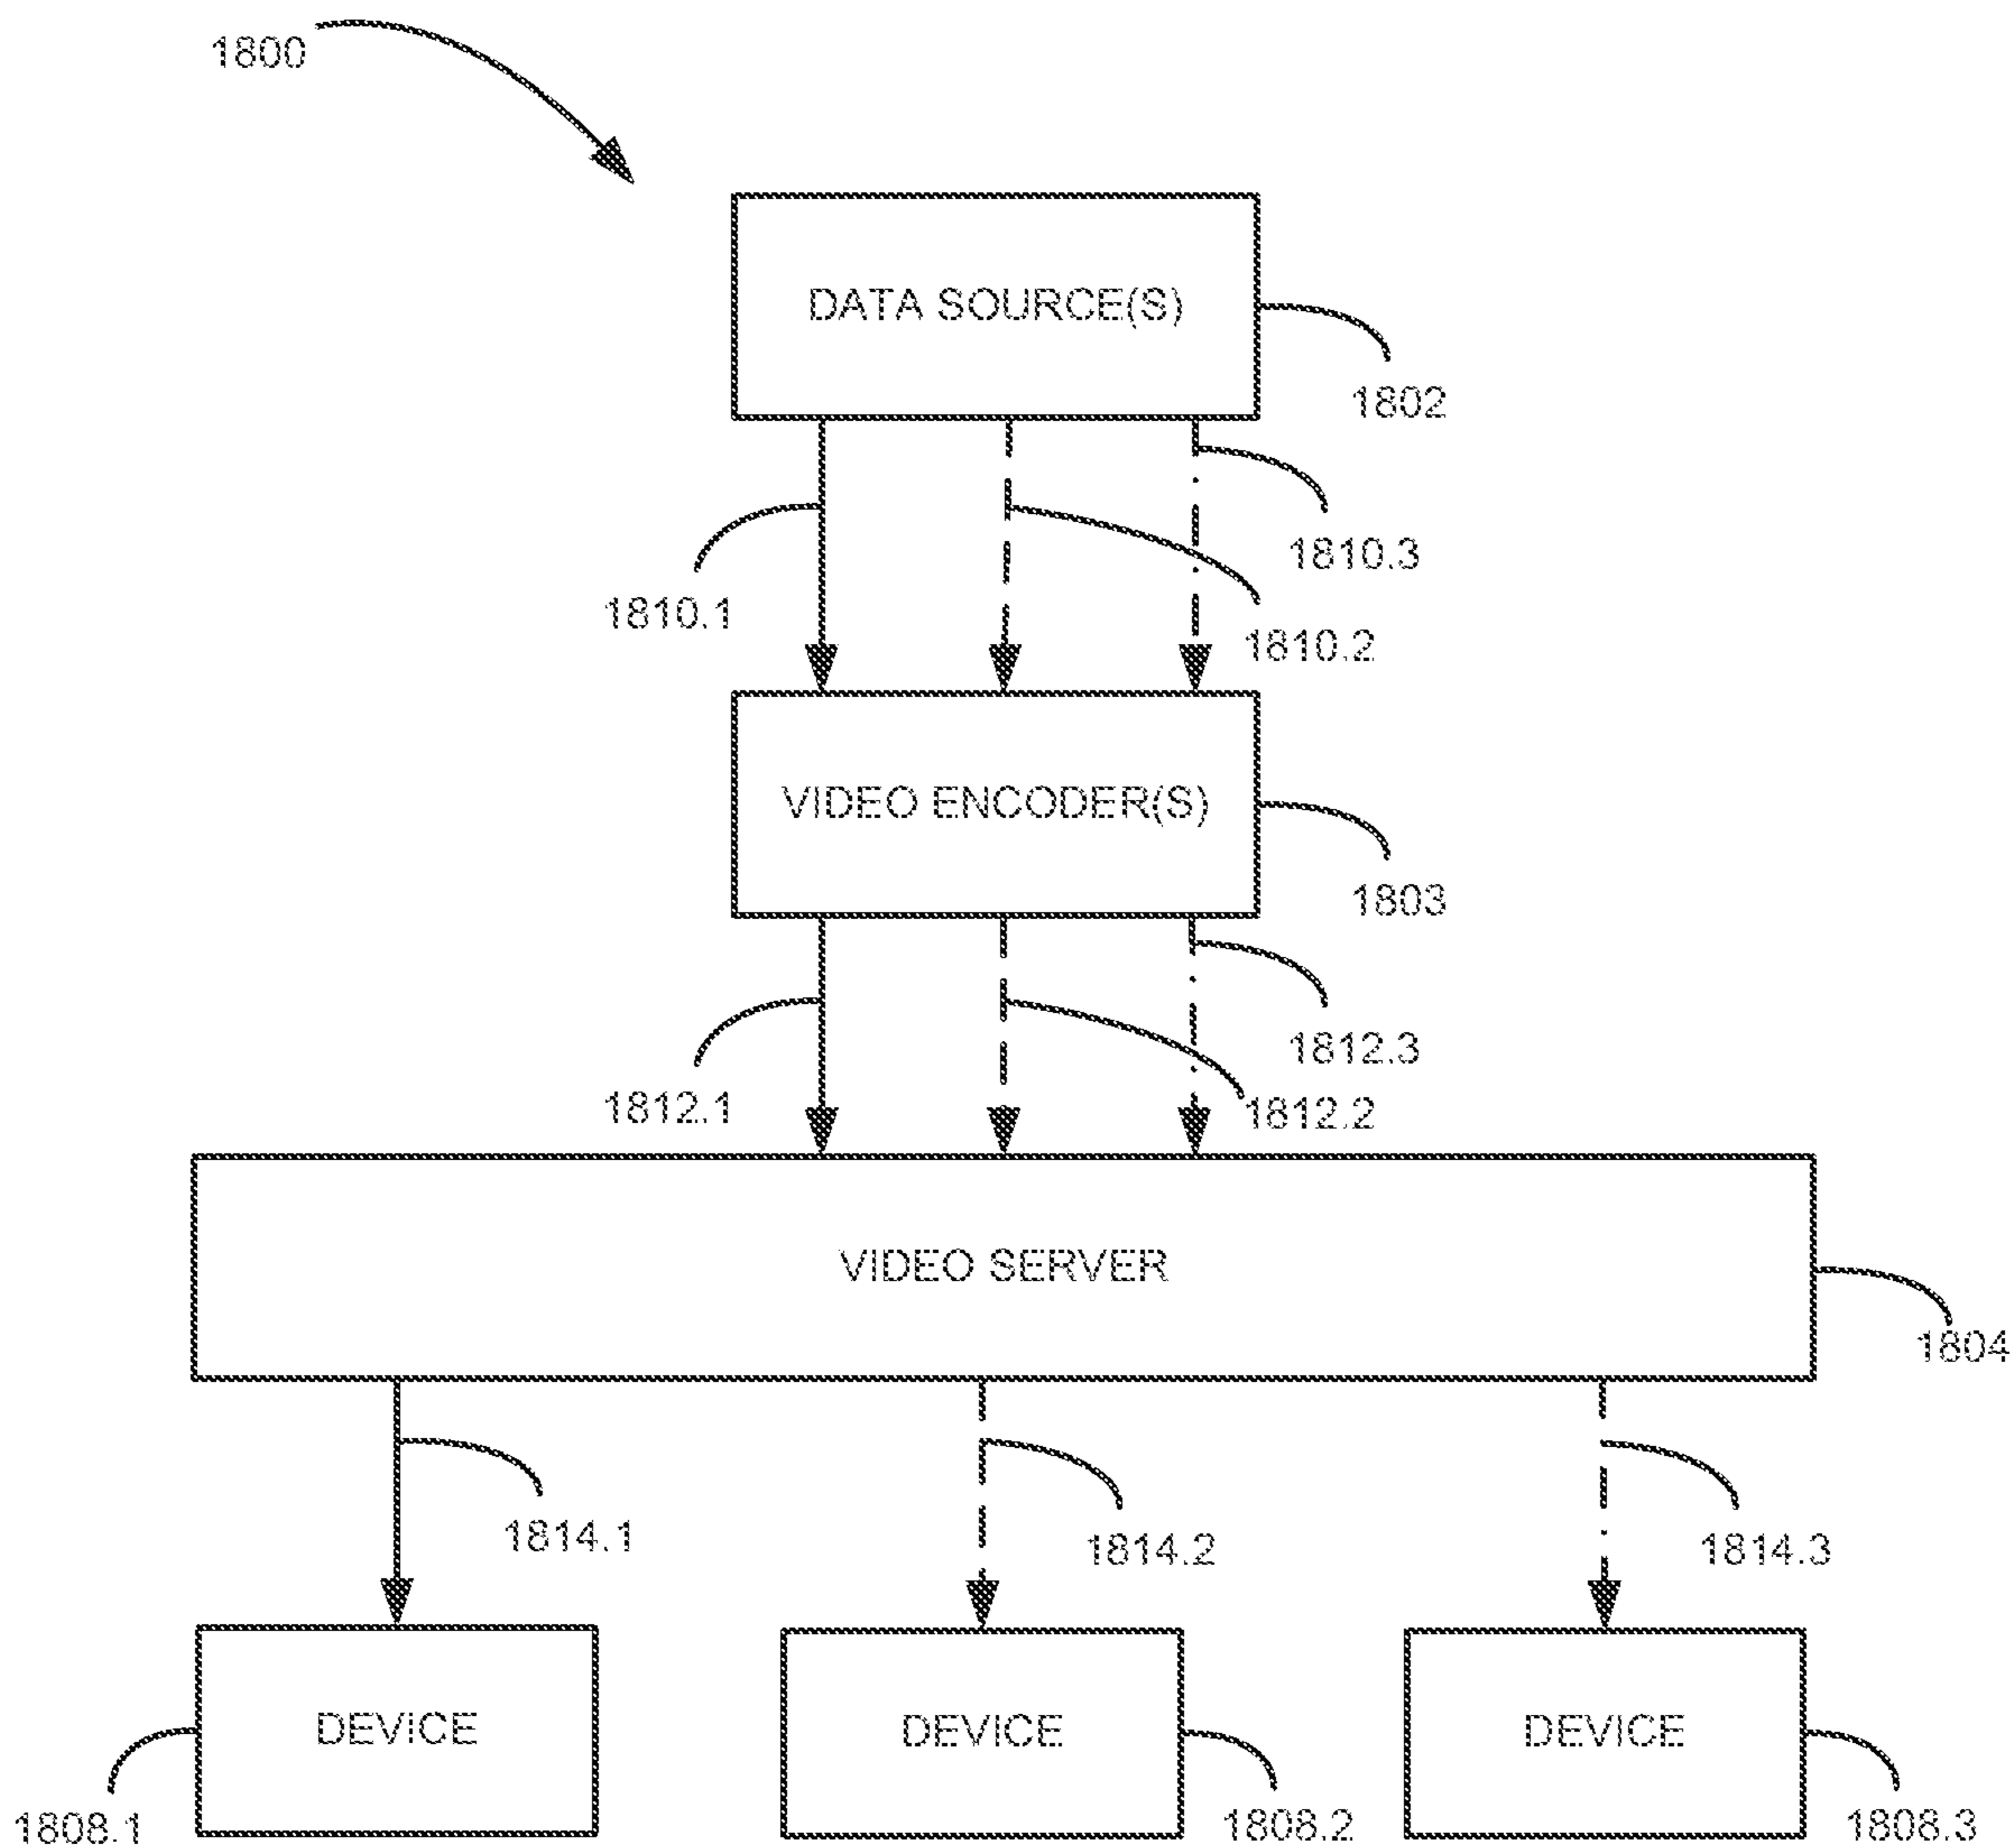 1800
DATA SOURCE(S)
1802
1810.3
1810.1
1810.2
VIDEO ENCODER(S)
1803
1812.3
1812.1
1812.2
VIDEO SERVER
1804
1814.1
1814.2
1814.3
DEVICE
DEVICE
DEVICE
1808.1
1808.2
1808.3